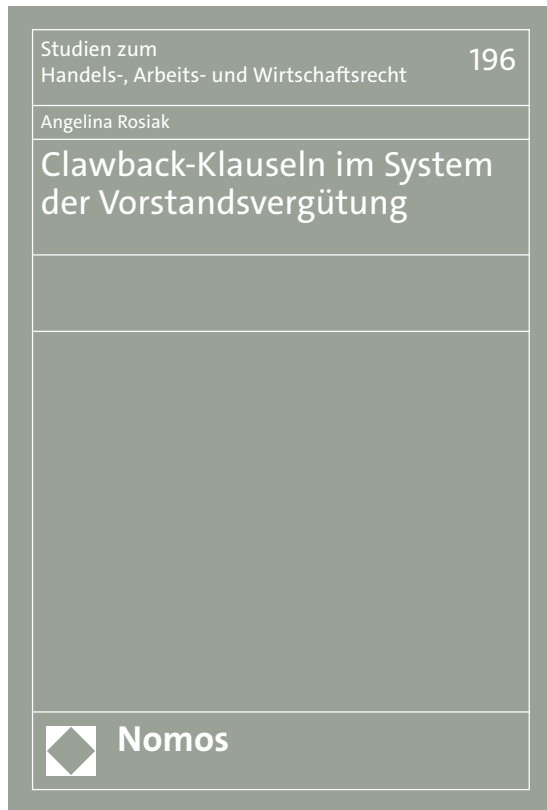 Studien zum
Handels-, Arbeits- und Wirtschaftsrecht
196
Angelina Rosiak
Clawback-Klauseln im System
der Vorstandsvergütung
Nomos